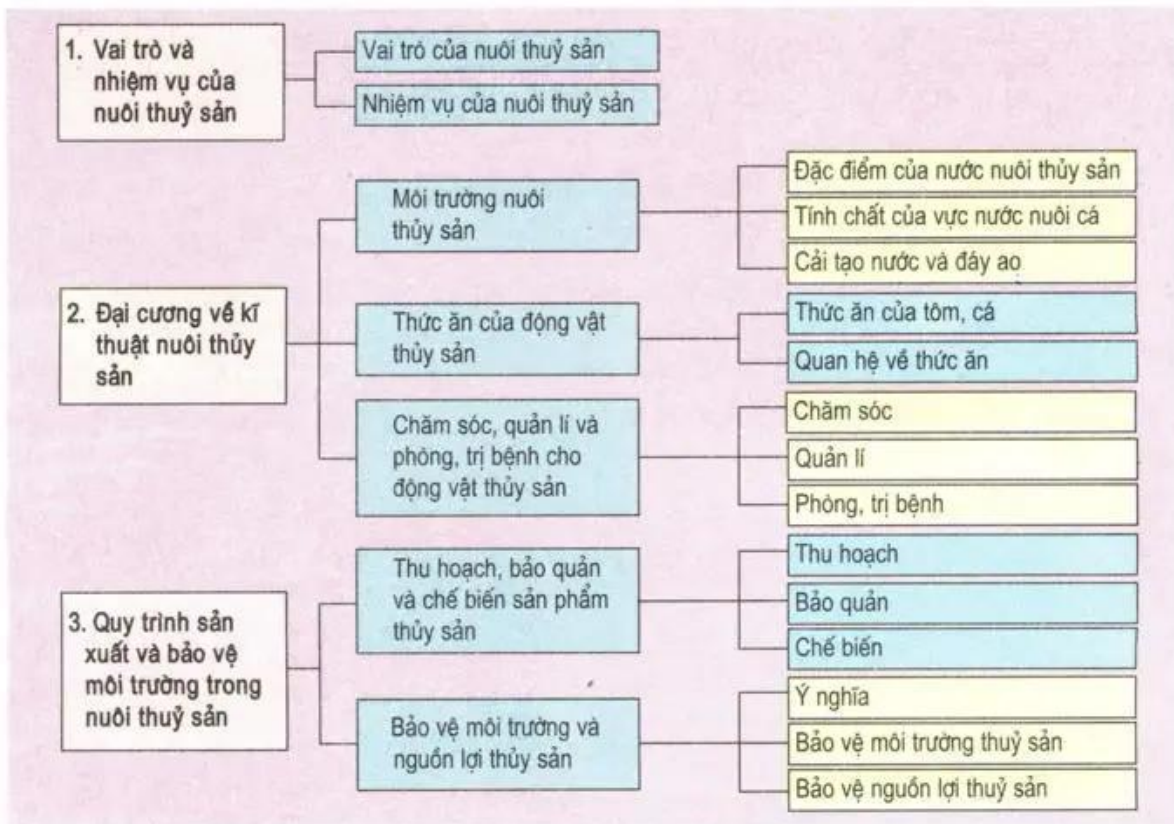 1. Vai trò và
nhiệm vụ của
nuôi thuỷ sản
Vai trò của nuôi thuỷ sản
Nhiệm vụ của nuôi thuỷ sản
2. Đại cương về kĩ
thuật nuôi thủy
sản
Môi trường nuôi
thủy sản
Đặc điểm của nước nuôi thủy sản
Tính chất của vực nước nuôi cá
Cải tạo nước và đáy ao
Thức ăn của động vật
thủy sản
Thức ăn của tôm, cá
Quan hệ về thức ăn
Chăm sóc, quản lí và
phòng, trị bệnh cho
động vật thủy sản
Chăm sóc
Quản lí
Phòng, trị bệnh
3. Quy trình sản
xuất và bảo vệ
môi trường trong
nuôi thuỷ sản
Thu hoạch, bảo quản
và chế biến sản phẩm
thủy sản
Thu hoạch
Bảo quản
Chế biến
Bảo vệ môi trường và
nguồn lợi thủy sản
Ý nghĩa
Bảo vệ môi trường thuỷ sản
Bảo vệ nguồn lợi thuỷ sản